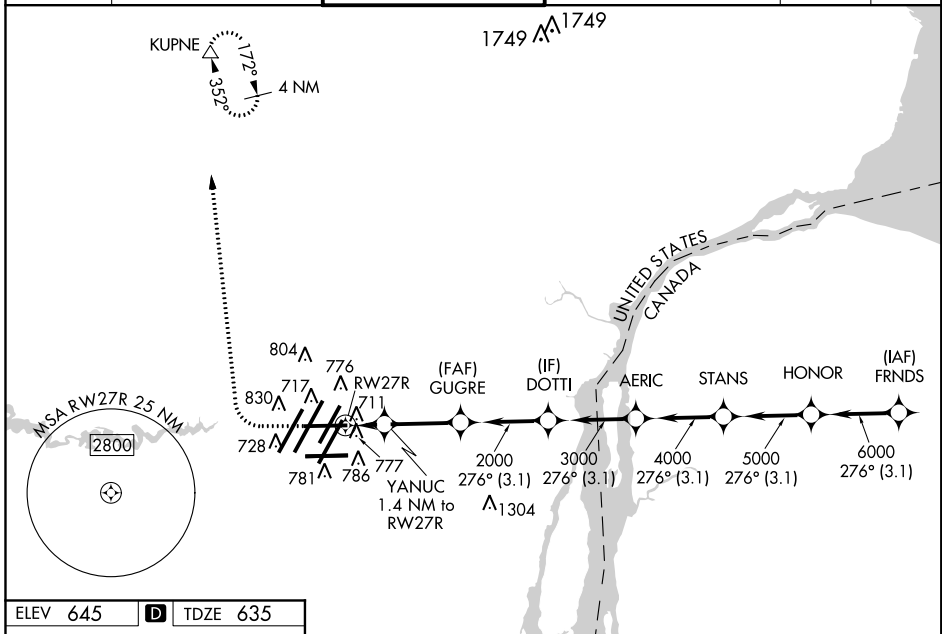 1749
1749
KUPNE
172°
352°
4 NM
UNITED STATES
CANADA
804
776
RW27R
717
711
830
728
781
786
777
(FAF)
GUGRE
(IF)
DOTTI
AERIC
STANS
HONOR
(IAF)
FRNDS
YANUC
1.4 NM to
RW27R
2000
276° (3.1)
3000
276° (3.1)
4000
276° (3.1)
5000
276° (3.1)
6000
276° (3.1)
1304
MSA RW27R 25 NM
2800
ELEV 645 D TDZE 635